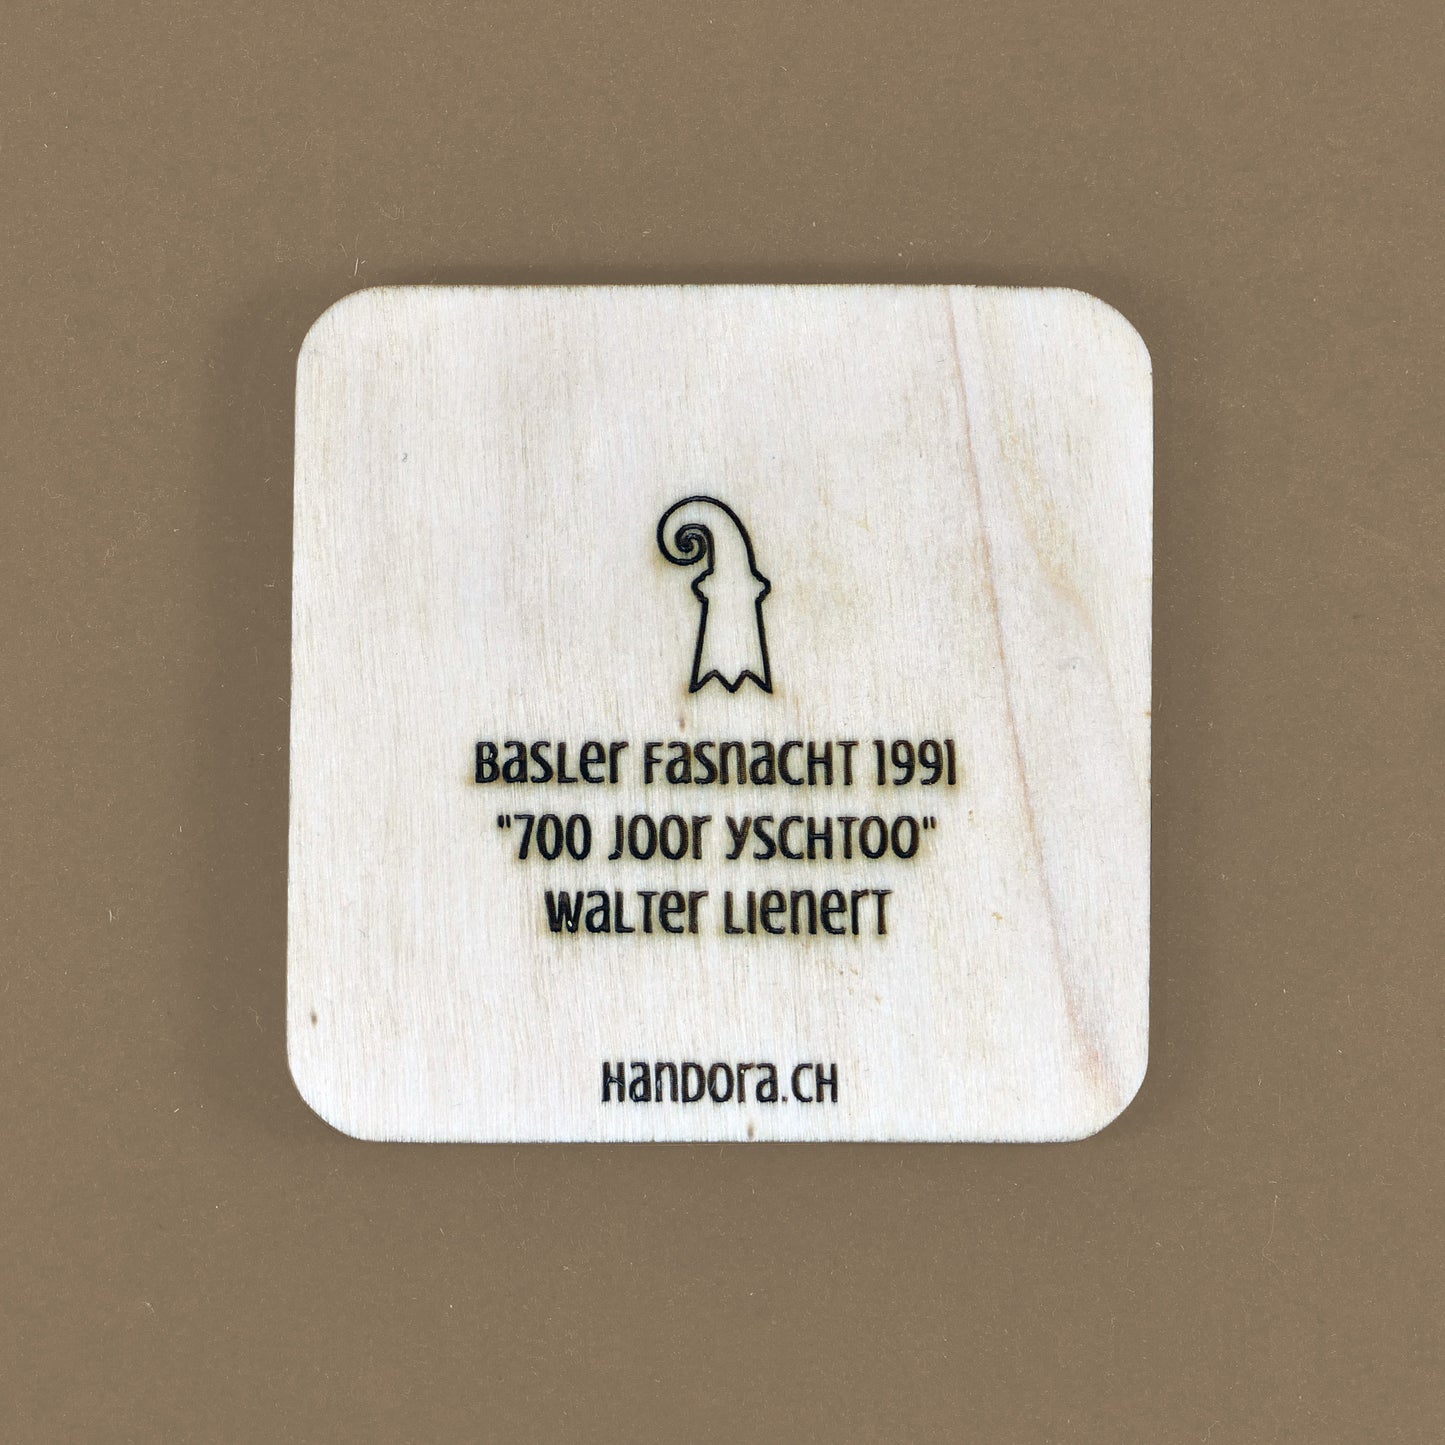 Basler Fasnacht 1991
"700 Joor yschtoo"
Walter Lienert
Handora.ch